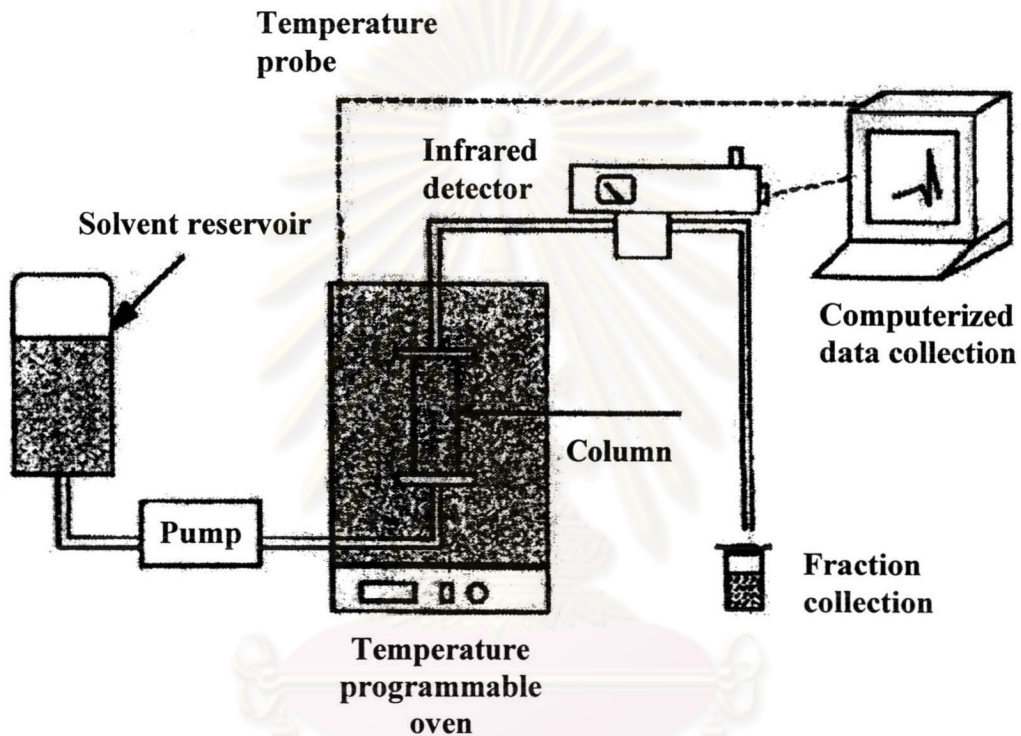 Temperature
probe
Infrared
detector
Solvent reservoir
Computerized
data collection
Column
Pump
Fraction
collection
Temperature
programmable
oven